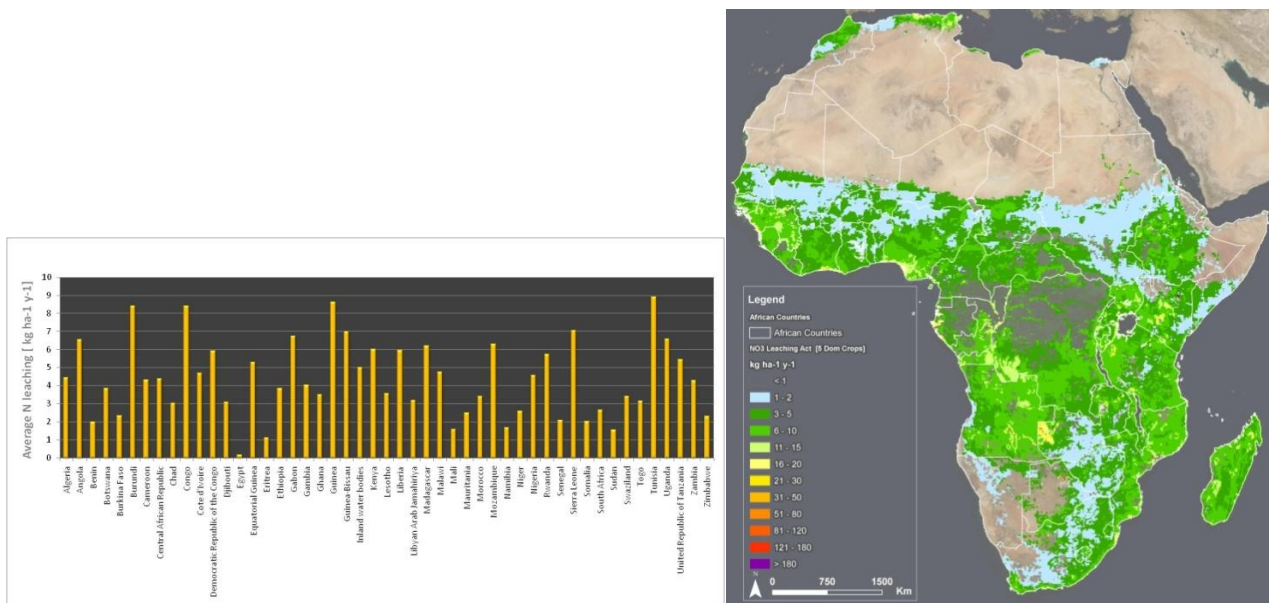 Average N leaching [ kg ha-1 y-1]
10
9
8
7
6
5
4
3
2
1
0
Algeria
Angola
Benin
Botswana
Burkina Faso
Burundi
Cameroon
Central African Republic
Chad
Congo
Cote d'Ivoire
Democratic Republic of the Congo
Djibouti
Egypt
Equatorial Guinea
Eritrea
Ethiopia
Gabon
Gambia
Ghana
Guinea
Guinea-Bissau
Inland water bodies
Kenya
Lesotho
Liberia
Libyan Arab Jamahiriya
Madagascar
Malawi
Mali
Mauritania
Morocco
Mozambique
Namibia
Niger
Nigeria
Rwanda
Senegal
Sierra Leone
Somalia
South Africa
Sudan
Swaziland
Togo
Tunisia
Uganda
United Republic of Tanzania
Zambia
Zimbabwe
Legend
African Countries
African Countries
NO3 Leaching Act (5 Dom Crops)
kg ha-1 y-1
< 1
1 - 2
3 - 5
6 - 10
11 - 15
16 - 20
21 - 30
31 - 50
51 - 80
81 - 120
121 - 180
> 180
N
0 750 1500
Km